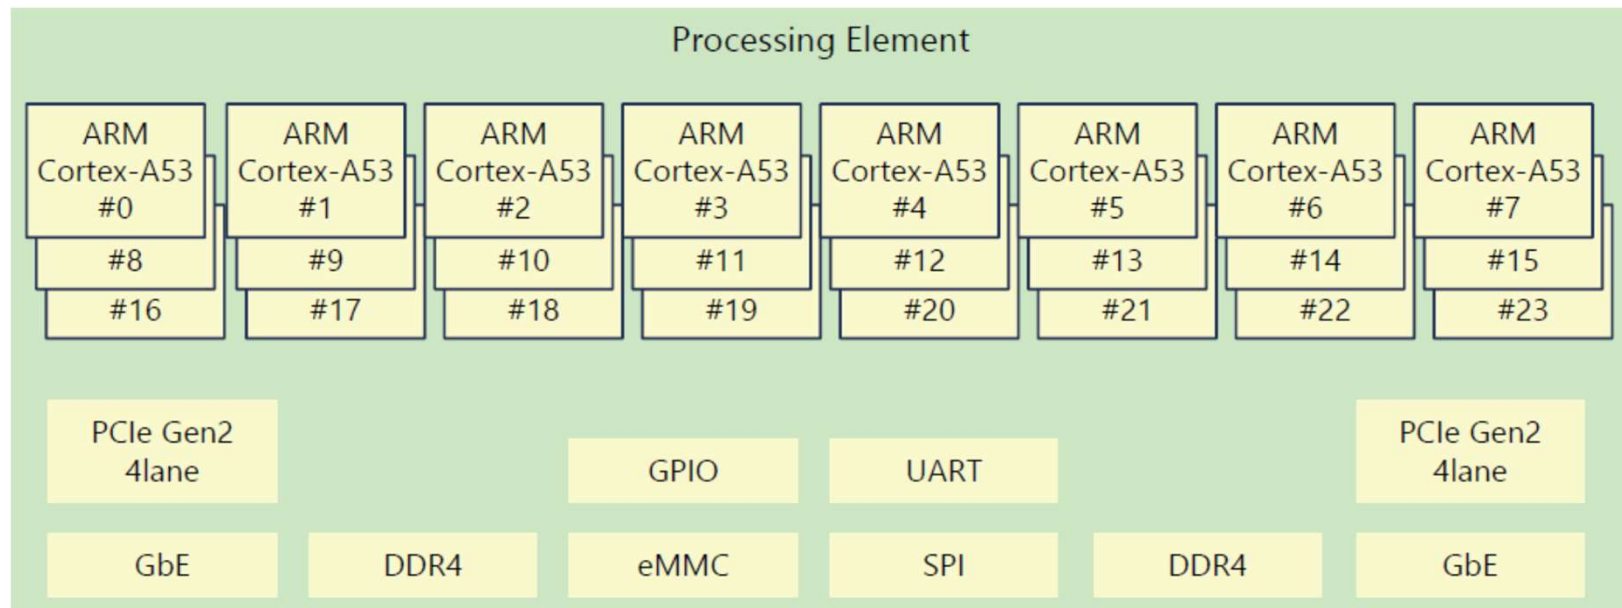 Processing Element
ARM
Cortex-A53
#0
#8
#16
ARM
Cortex-A53
#1
#9
#17
ARM
Cortex-A53
#2
#10
#18
ARM
Cortex-A53
#3
#11
#19
ARM
Cortex-A53
#4
#12
#20
ARM
Cortex-A53
#5
#13
#21
ARM
Cortex-A53
#6
#14
#22
ARM
Cortex-A53
#7
#15
#23
PCIe Gen2
4lane
GPIO
UART
PCIe Gen2
4lane
GbE
DDR4
eMMC
SPI
DDR4
GbE